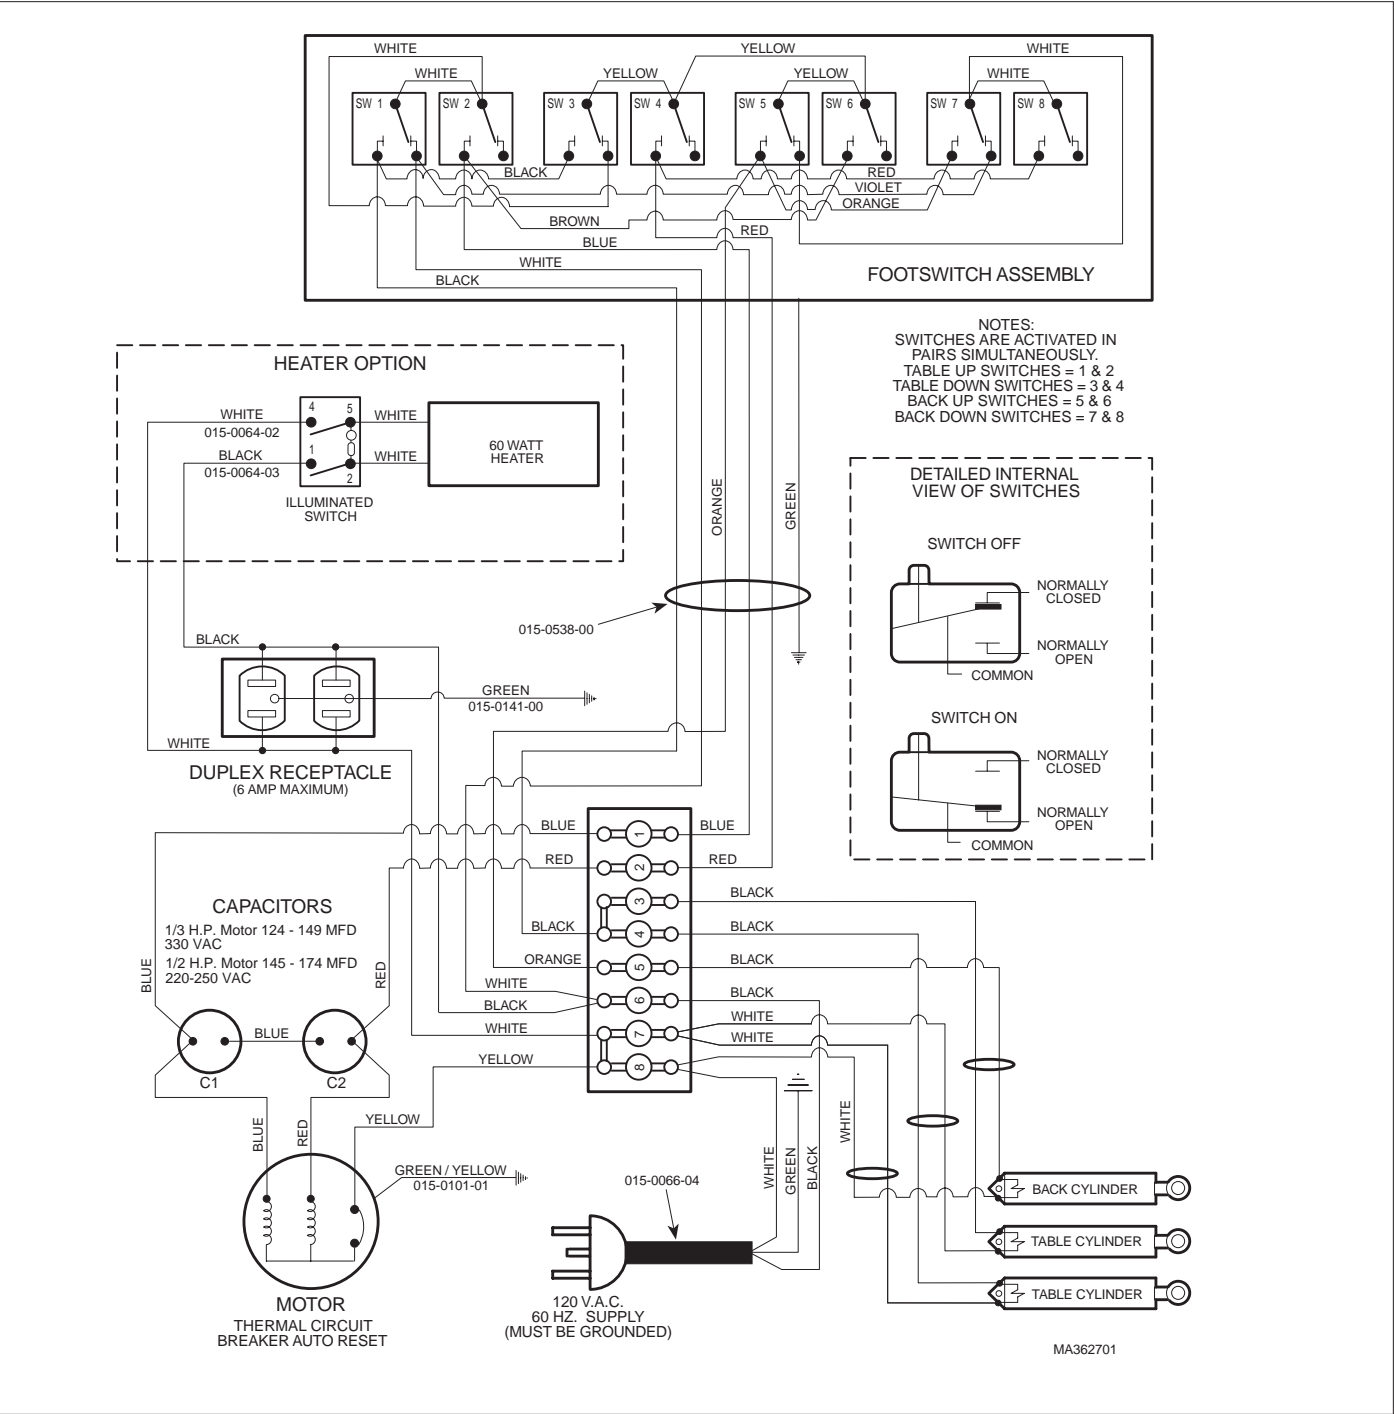 WHITE
YELLOW
WHITE
WHITE
YELLOW
YELLOW
WHITE
SW 1
SW 2
SW 3
SW 4
SW 5
SW 6
SW 7
SW 8
BLACK
RED
VIOLET
ORANGE
BROWN
RED
BLUE
WHITE
BLACK
FOOTSWITCH ASSEMBLY
NOTES:
SWITCHES ARE ACTIVATED IN
PAIRS SIMULTANEOUSLY.
TABLE UP SWITCHES = 1 & 2
TABLE DOWN SWITCHES = 3 & 4
BACK UP SWITCHES = 5 & 6
BACK DOWN SWITCHES = 7 & 8
HEATER OPTION
WHITE
015-0064-02
BLACK
015-0064-03
4
5
1
2
WHITE
WHITE
60 WATT
HEATER
ILLUMINATED
SWITCH
ORANGE
GREEN
015-0538-00
DETAILED INTERNAL
VIEW OF SWITCHES
SWITCH OFF
NORMALLY
CLOSED
NORMALLY
OPEN
COMMON
SWITCH ON
NORMALLY
CLOSED
NORMALLY
OPEN
COMMON
BLACK
GREEN
015-0141-00
WHITE
DUPLEX RECEPTACLE
(6 AMP MAXIMUM)
BLUE
1
BLUE
RED
2
RED
3
BLACK
BLACK
4
BLACK
ORANGE
5
BLACK
WHITE
BLACK
6
BLACK
WHITE
7
WHITE
WHITE
YELLOW
8
CAPACITORS
1/3 H.P. Motor 124 - 149 MFD
330 VAC
1/2 H.P. Motor 145 - 174 MFD
220-250 VAC
BLUE
RED
BLUE
C1
C2
BLUE
RED
YELLOW
GREEN / YELLOW
015-0101-01
MOTOR
THERMAL CIRCUIT
BREAKER AUTO RESET
015-0066-04
WHITE
GREEN
BLACK
WHITE
120 V.A.C.
60 HZ. SUPPLY
(MUST BE GROUNDED)
BACK CYLINDER
TABLE CYLINDER
TABLE CYLINDER
MA362701